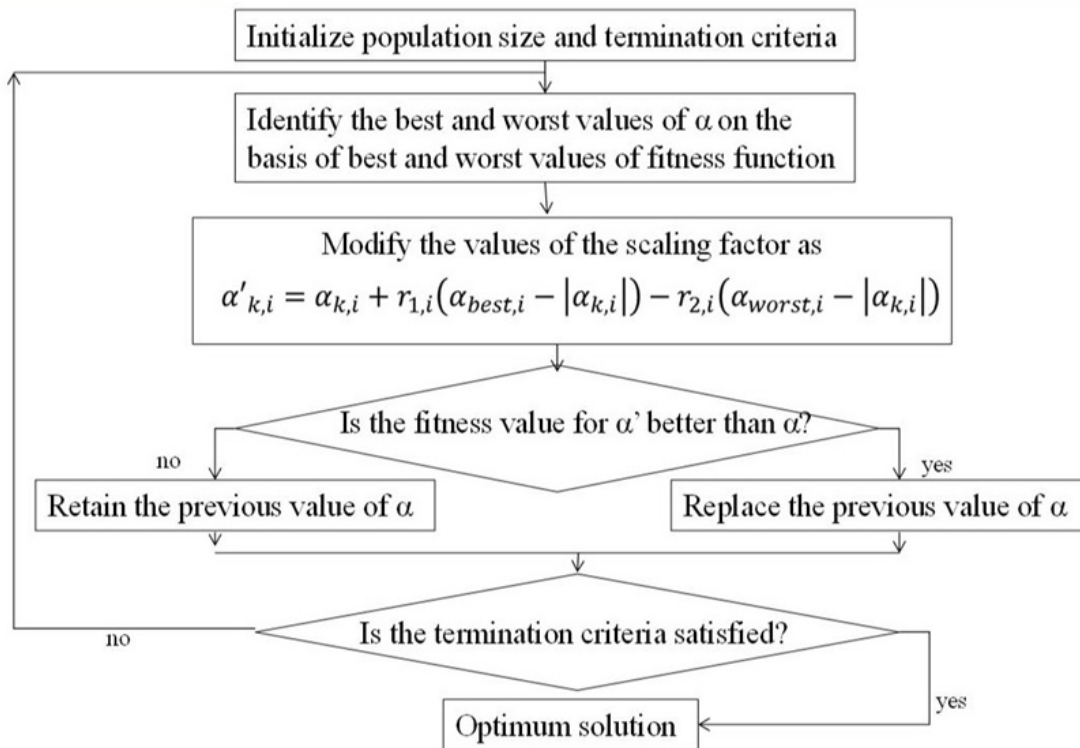 Initialize population size and termination criteria
Identify the best and worst values of α on the
basis of best and worst values of fitness function
Modify the values of the scaling factor as
α'ₖ,ᵢ = αₖ,ᵢ + r₁,ᵢ(α_best,i − |αₖ,ᵢ|) − r₂,ᵢ(α_worst,i − |αₖ,ᵢ|)
Is the fitness value for α' better than α?
no
yes
Retain the previous value of α
Replace the previous value of α
Is the termination criteria satisfied?
no
yes
Optimum solution